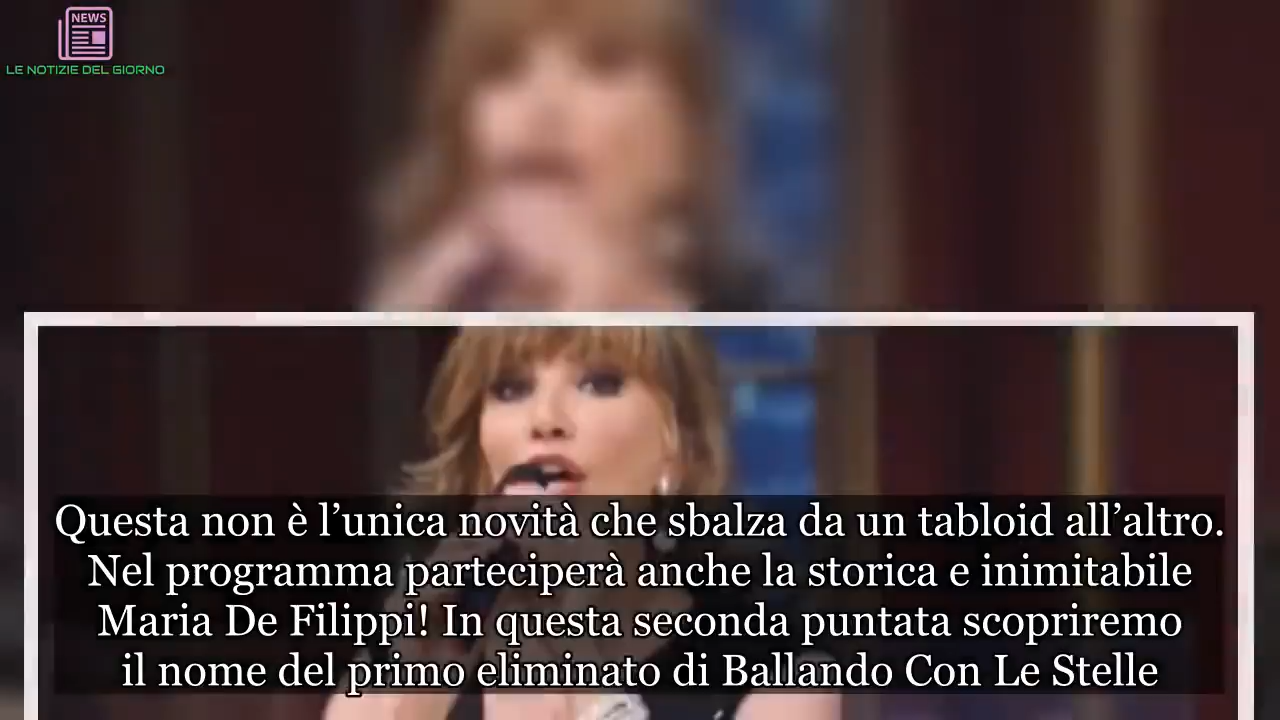 NEWS
LE NOTIZIE DEL GIORNO
Questa non è l’unica novità che sbalza da un tabloid all’altro.
Nel programma parteciperà anche la storica e inimitabile
Maria De Filippi! In questa seconda puntata scopriremo
il nome del primo eliminato di Ballando Con Le Stelle